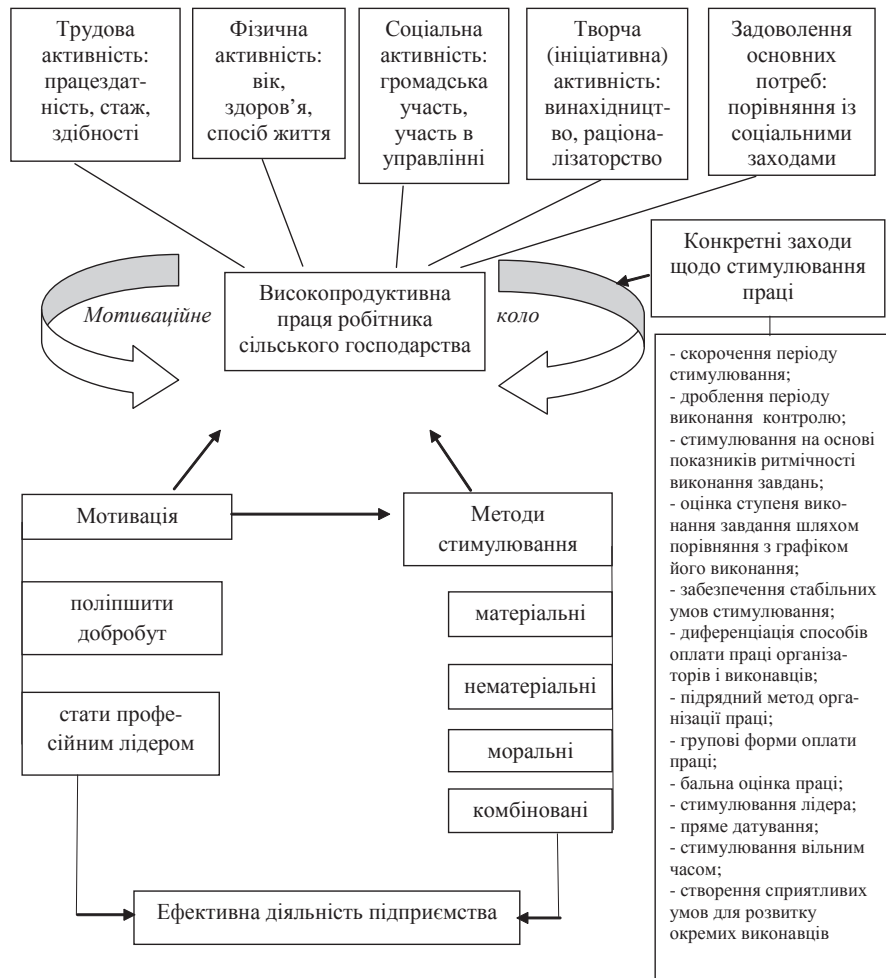 Трудова
активність:
працездат-
ність, стаж,
здібності
Фізична
активність:
вік,
здоров’я,
спосіб життя
Соціальна
активність:
громадська
участь,
участь в
управлінні
Творча
(ініціативна)
активність:
винахідницт-
во, раціона-
лізаторство
Задоволення
основних
потреб:
порівняння із
соціальними
заходами
Конкретні заходи
щодо стимулювання
праці
Мотиваційне
Високопродуктивна
праця робітника
сільського господарства
коло
- скорочення періоду
стимулювання;
- дроблення періоду
виконання контролю;
- стимулювання на основі
показників ритмічності
виконання завдань;
- оцінка ступеня вико-
нання завдання шляхом
порівняння з графіком
його виконання;
- забезпечення стабільних
умов стимулювання;
- диференціація способів
оплати праці організа-
торів і виконавців;
- підрядний метод орга-
нізації праці;
- групові форми оплати
праці;
- бальна оцінка праці;
- стимулювання лідера;
- пряме датування;
- стимулювання вільним
часом;
- створення сприятливих
умов для розвитку
окремих виконавців
Мотивація
поліпшити
добробут
стати профе-
сійним лідером
Методи
стимулювання
матеріальні
нематеріальні
моральні
комбіновані
Ефективна діяльність підприємства